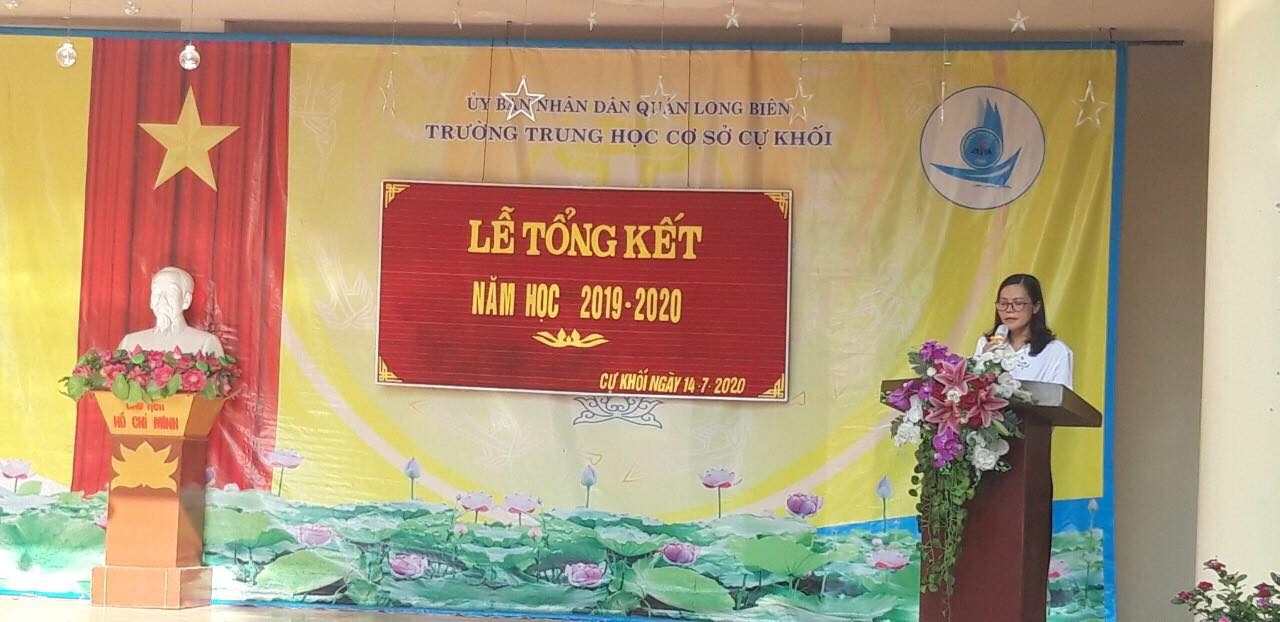 ỦY BAN NHÂN DÂN QUẬN LONG BIÊN
TRƯỜNG TRUNG HỌC CƠ SỞ CỰ KHỐI
LỄ TỔNG KẾT
NĂM HỌC 2019-2020
CỰ KHỐI NGÀY 14-7-2020
HỒ CHÍ MINH